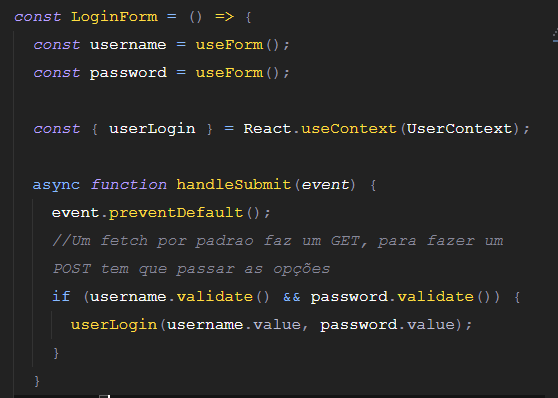 const LoginForm = () => {
const username = useForm();
const password = useForm();
const { userLogin } = React.useContext(UserContext);
async function handleSubmit(event) {
event.preventDefault();
//Um fetch por padrao faz um GET, para fazer um
POST tem que passar as opções
if (username.validate() && password.validate()) {
userLogin(username.value, password.value);
}
}